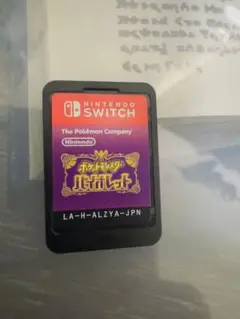 NINTENDO
SWITCH
The Pokémon Company
Nintendo
ポケットモンスター
バイオレット
LA-H-ALZYA-JPN